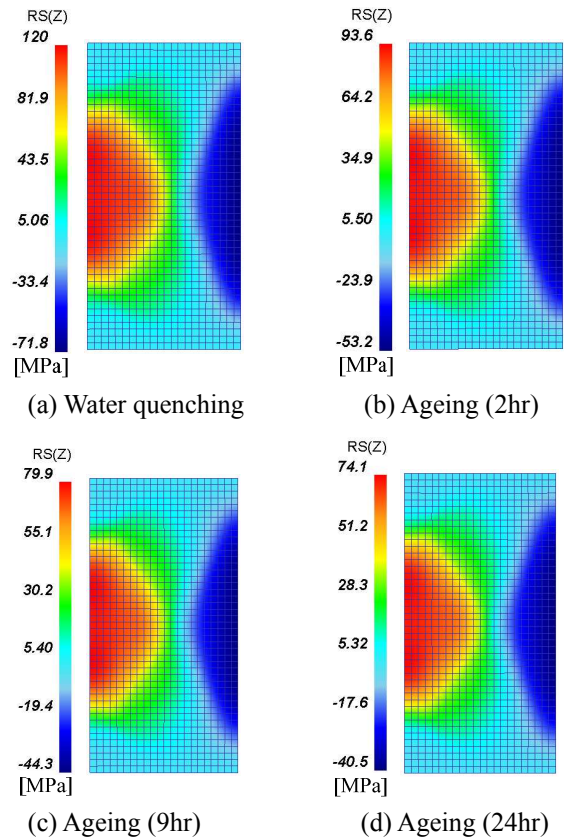 RS(Z)
120
81.9
43.5
5.06
-33.4
-71.8
[MPa]
(a) Water quenching
RS(Z)
93.6
64.2
34.9
5.50
-23.9
-53.2
[MPa]
(b) Ageing (2hr)
RS(Z)
79.9
55.1
30.2
5.40
-19.4
-44.3
[MPa]
(c) Ageing (9hr)
RS(Z)
74.1
51.2
28.3
5.32
-17.6
-40.5
[MPa]
(d) Ageing (24hr)